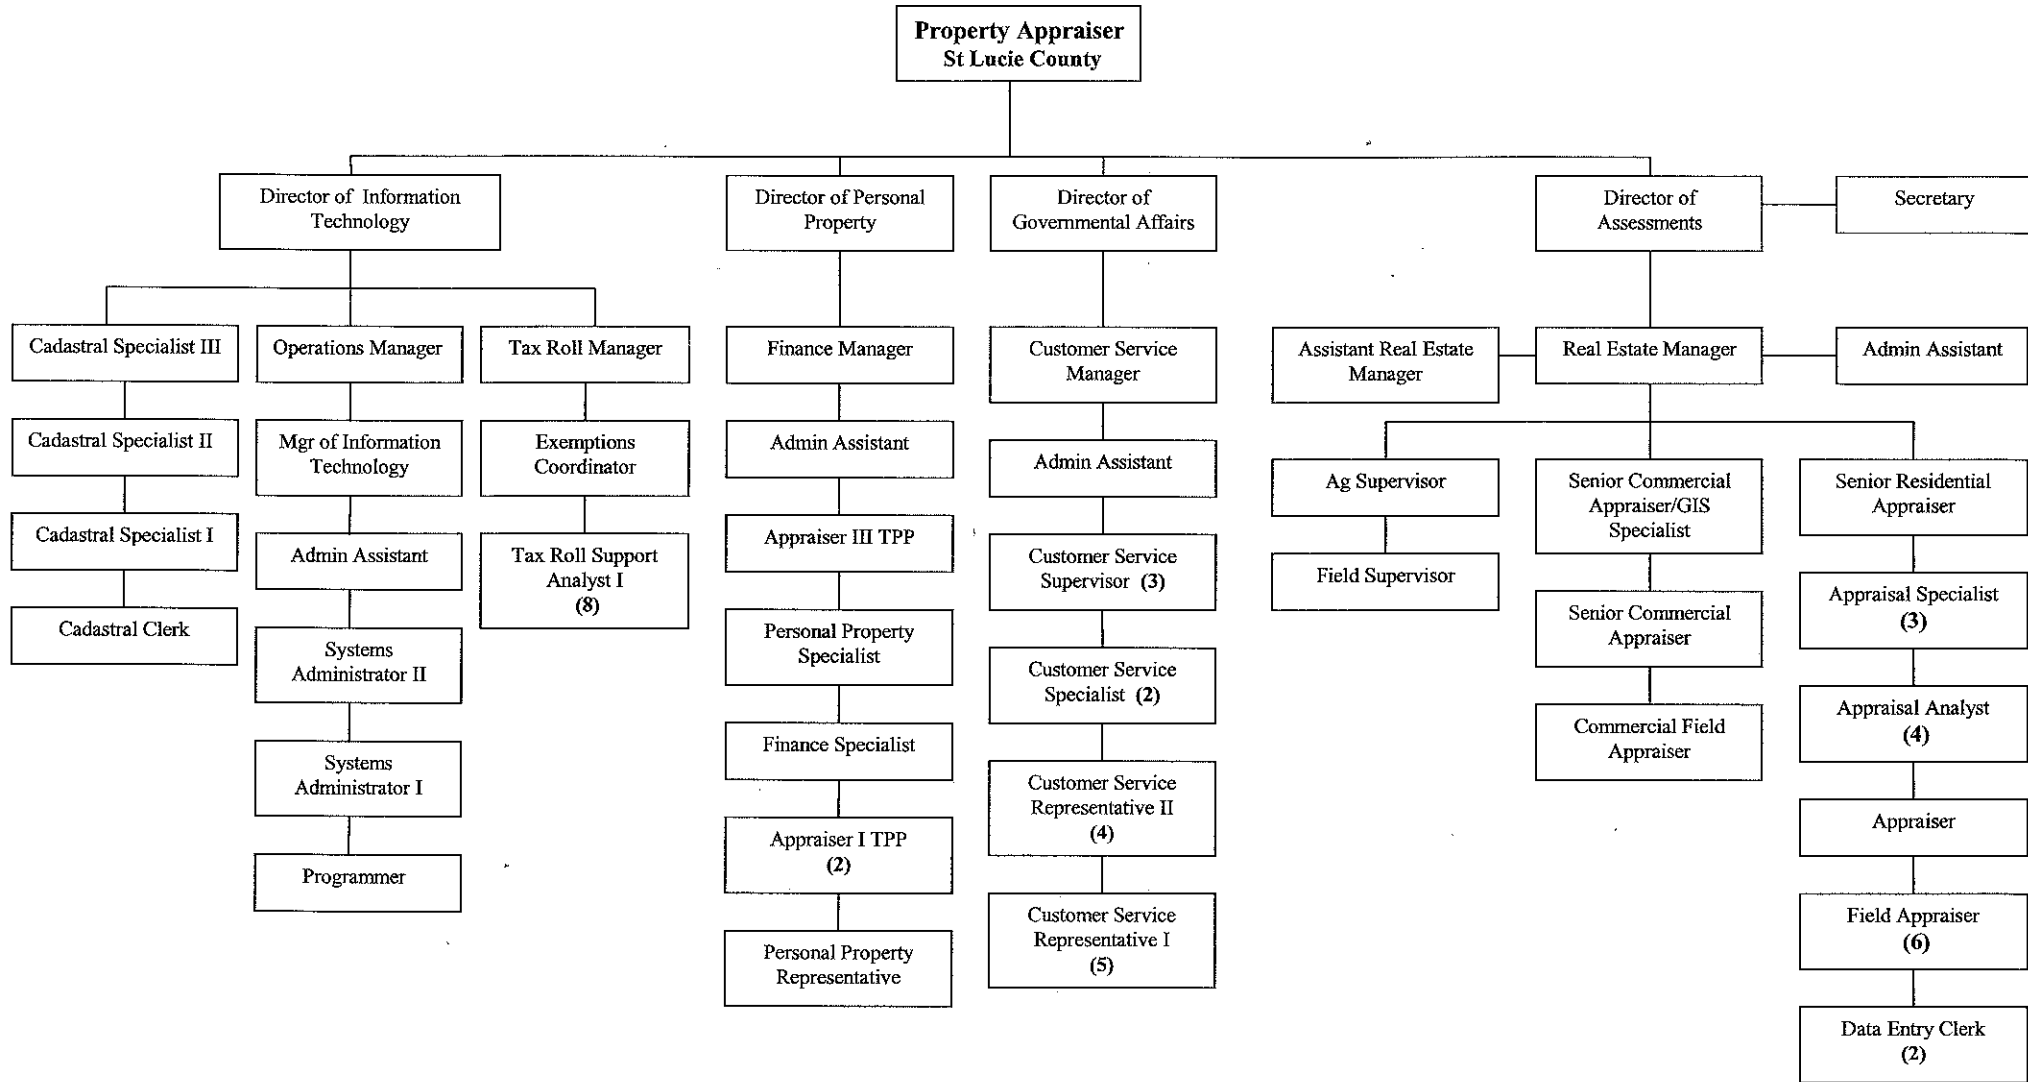 Property Appraiser
St Lucie County
Director of Information
Technology
Director of Personal
Property
Director of
Governmental Affairs
Director of
Assessments
Secretary
Cadastral Specialist III
Cadastral Specialist II
Cadastral Specialist I
Cadastral Clerk
Operations Manager
Mgr of Information
Technology
Admin Assistant
Systems
Administrator II
Systems
Administrator I
Programmer
Tax Roll Manager
Exemptions
Coordinator
Tax Roll Support
Analyst I
(8)
Finance Manager
Admin Assistant
Appraiser III TPP
Personal Property
Specialist
Finance Specialist
Appraiser I TPP
(2)
Personal Property
Representative
Customer Service
Manager
Admin Assistant
Customer Service
Supervisor (3)
Customer Service
Specialist (2)
Customer Service
Representative II
(4)
Customer Service
Representative I
(5)
Assistant Real Estate
Manager
Real Estate Manager
Admin Assistant
Ag Supervisor
Field Supervisor
Senior Commercial
Appraiser/GIS
Specialist
Senior Commercial
Appraiser
Commercial Field
Appraiser
Senior Residential
Appraiser
Appraisal Specialist
(3)
Appraisal Analyst
(4)
Appraiser
Field Appraiser
(6)
Data Entry Clerk
(2)